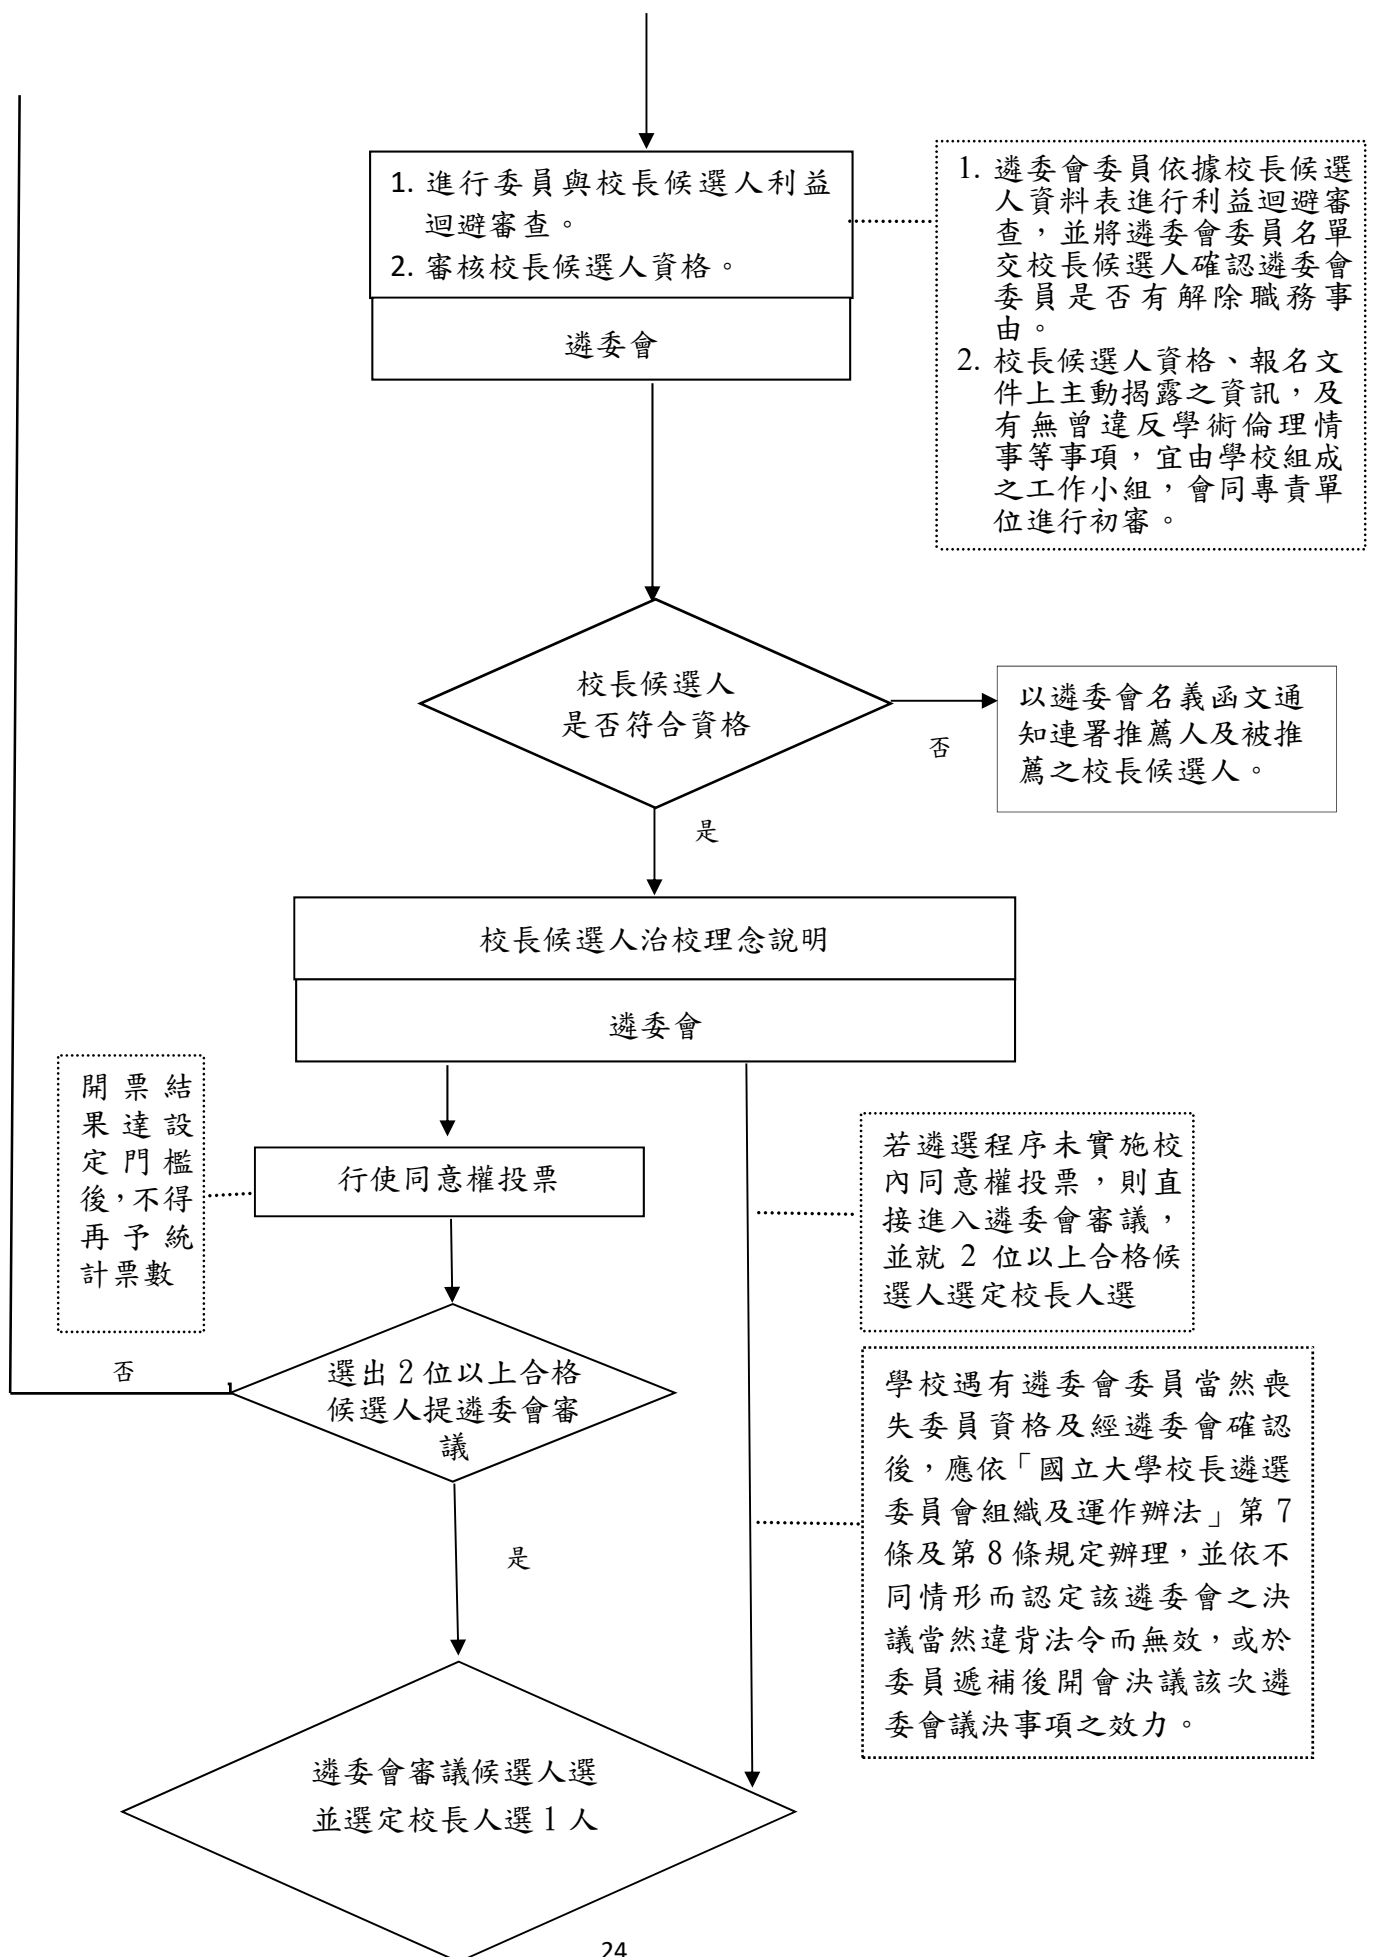 1. 進行委員與校長候選人利益
迴避審查。
2. 審核校長候選人資格。
遴委會
1. 遴委會委員依據校長候選
人資料表進行利益迴避審
查，並將遴委會委員名單
交校長候選人確認遴委會
委員是否有解除職務事
由。
2. 校長候選人資格、報名文
件上主動揭露之資訊，及
有無曾違反學術倫理情
事等事項，宜由學校組成
之工作小組，會同專責單
位進行初審。
校長候選人
是否符合資格
否
以遴委會名義函文通
知連署推薦人及被推
薦之校長候選人。
是
校長候選人治校理念說明
遴委會
開票結
果達設
定門檻
後，不得
再予統
計票數
行使同意權投票
若遴選程序未實施校
內同意權投票，則直
接進入遴委會審議，
並就 2 位以上合格候
選人選定校長人選
否
選出 2 位以上合格
候選人提遴委會審
議
學校遇有遴委會委員當然喪
失委員資格及經遴委會確認
後，應依「國立大學校長遴選
委員會組織及運作辦法」第 7
條及第 8 條規定辦理，並依不
同情形而認定該遴委會之決
議當然違背法令而無效，或於
委員遞補後開會決議該次遴
委會議決事項之效力。
是
遴委會審議候選人選
並選定校長人選 1 人
24